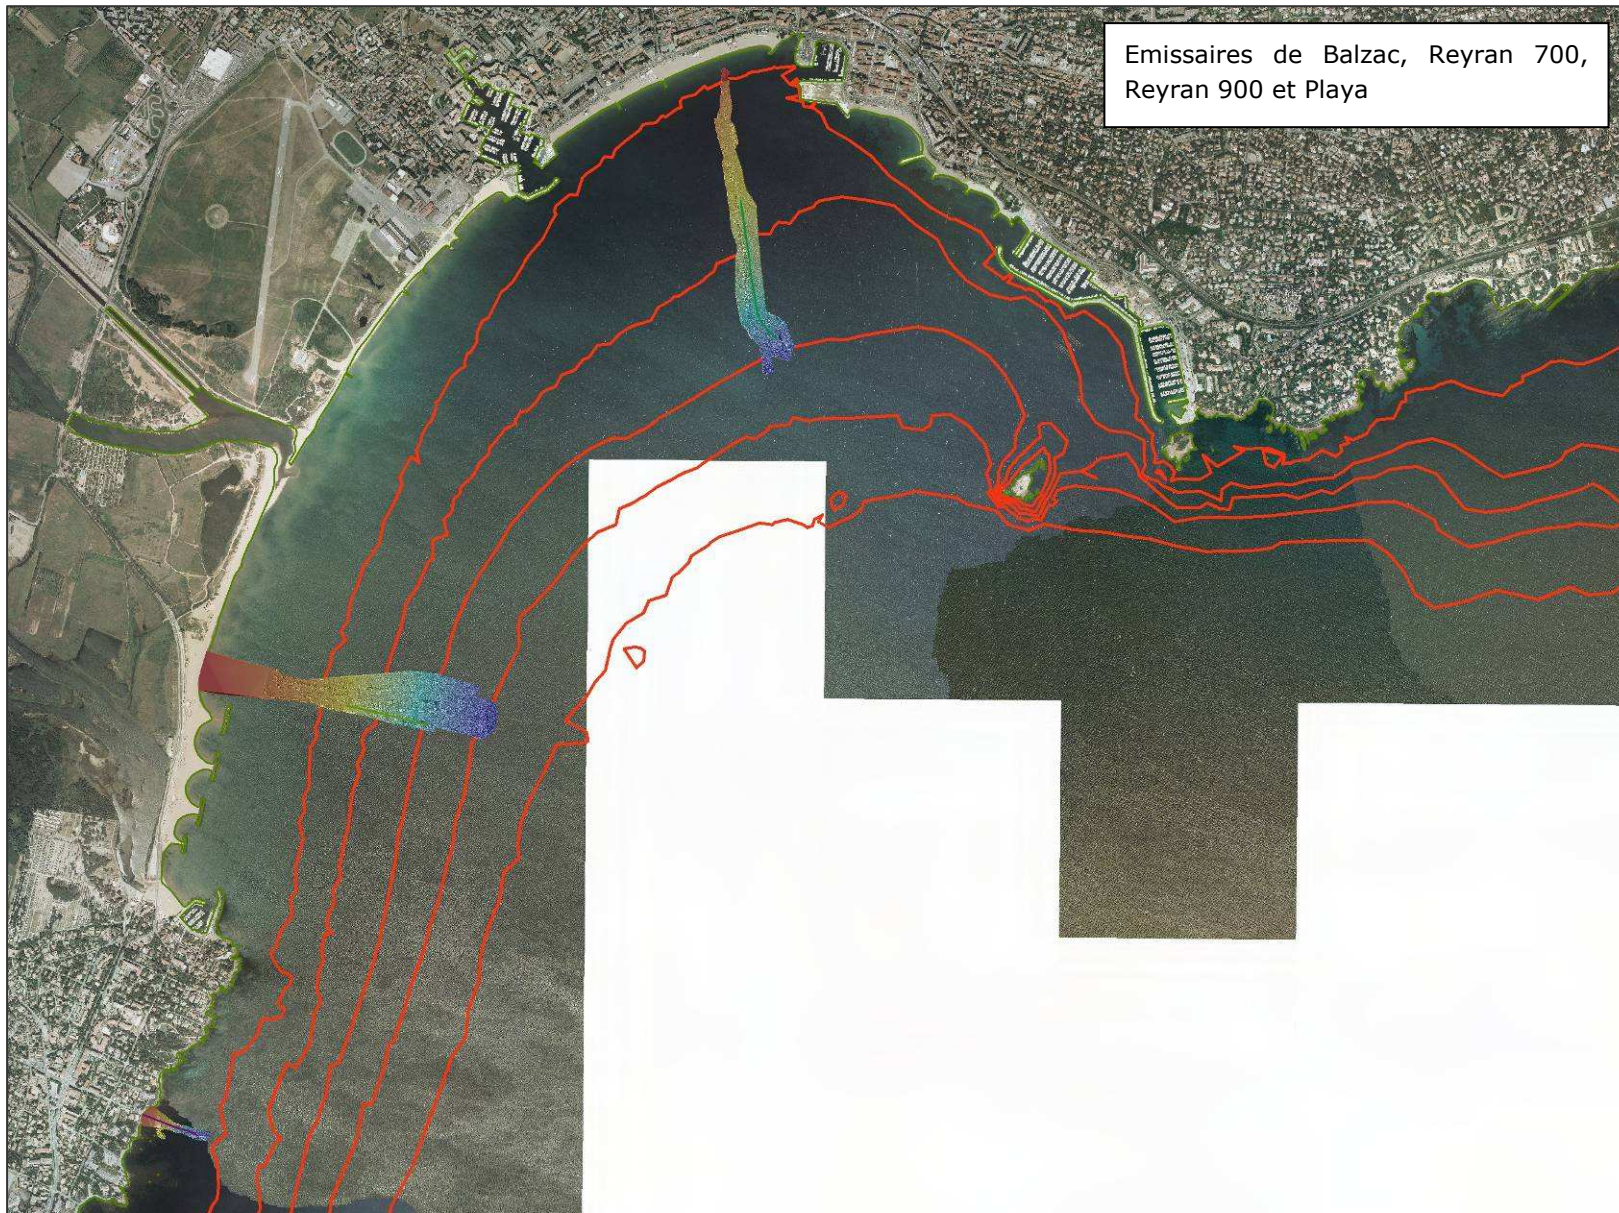 Emissaires de Balzac, Reyran 700,
Reyran 900 et Playa